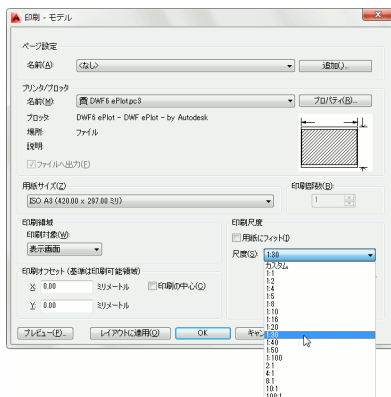 印刷 - モデル
ページ設定
名前(A):
<なし>
追加()...
プリンタ/プロッタ
名前(M):
DWF6 ePlot.pc3
プロパティ(R)...
プロッタ:
DWF6 ePlot - DWF ePlot - by Autodesk
場所:
ファイル
説明:
ファイルへ出力(F)
用紙サイズ(Z)
ISO A3 (420.00 x 297.00 ミリ)
印刷部数(B):
1
印刷領域
印刷対象(W):
表示画面
印刷尺度
用紙にフィット(I)
尺度(S):
1:30
カスタム
1:1
1:2
1:4
1:5
1:8
1:10
1:16
1:20
1:30
1:40
1:50
1:100
2:1
4:1
8:1
10:1
100:1
印刷オフセット (基準は印刷可能領域)
X:
0.00
ミリメートル
印刷の中心(C)
Y:
0.00
ミリメートル
プレビュー(P)...
レイアウトに適用(O)
OK
キャン